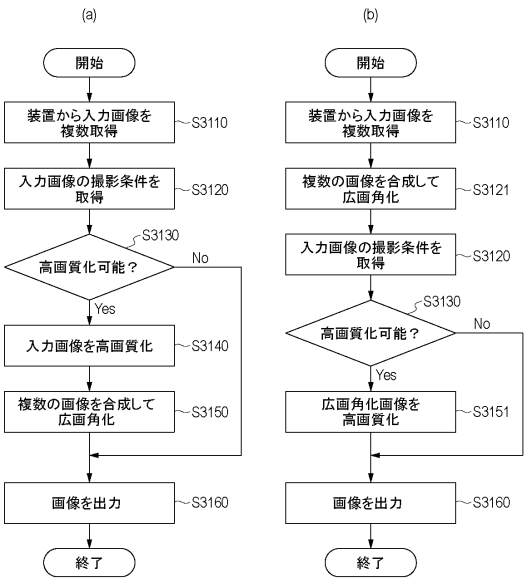 (a)
開始
装置から入力画像を
複数取得
S3110
入力画像の撮影条件を
取得
S3120
S3130
高画質化可能？
No
Yes
入力画像を高画質化
S3140
複数の画像を合成して
広画角化
S3150
画像を出力
S3160
終了
(b)
開始
装置から入力画像を
複数取得
S3110
複数の画像を合成して
広画角化
S3121
入力画像の撮影条件を
取得
S3120
S3130
高画質化可能？
No
Yes
広画角化画像を
高画質化
S3151
画像を出力
S3160
終了